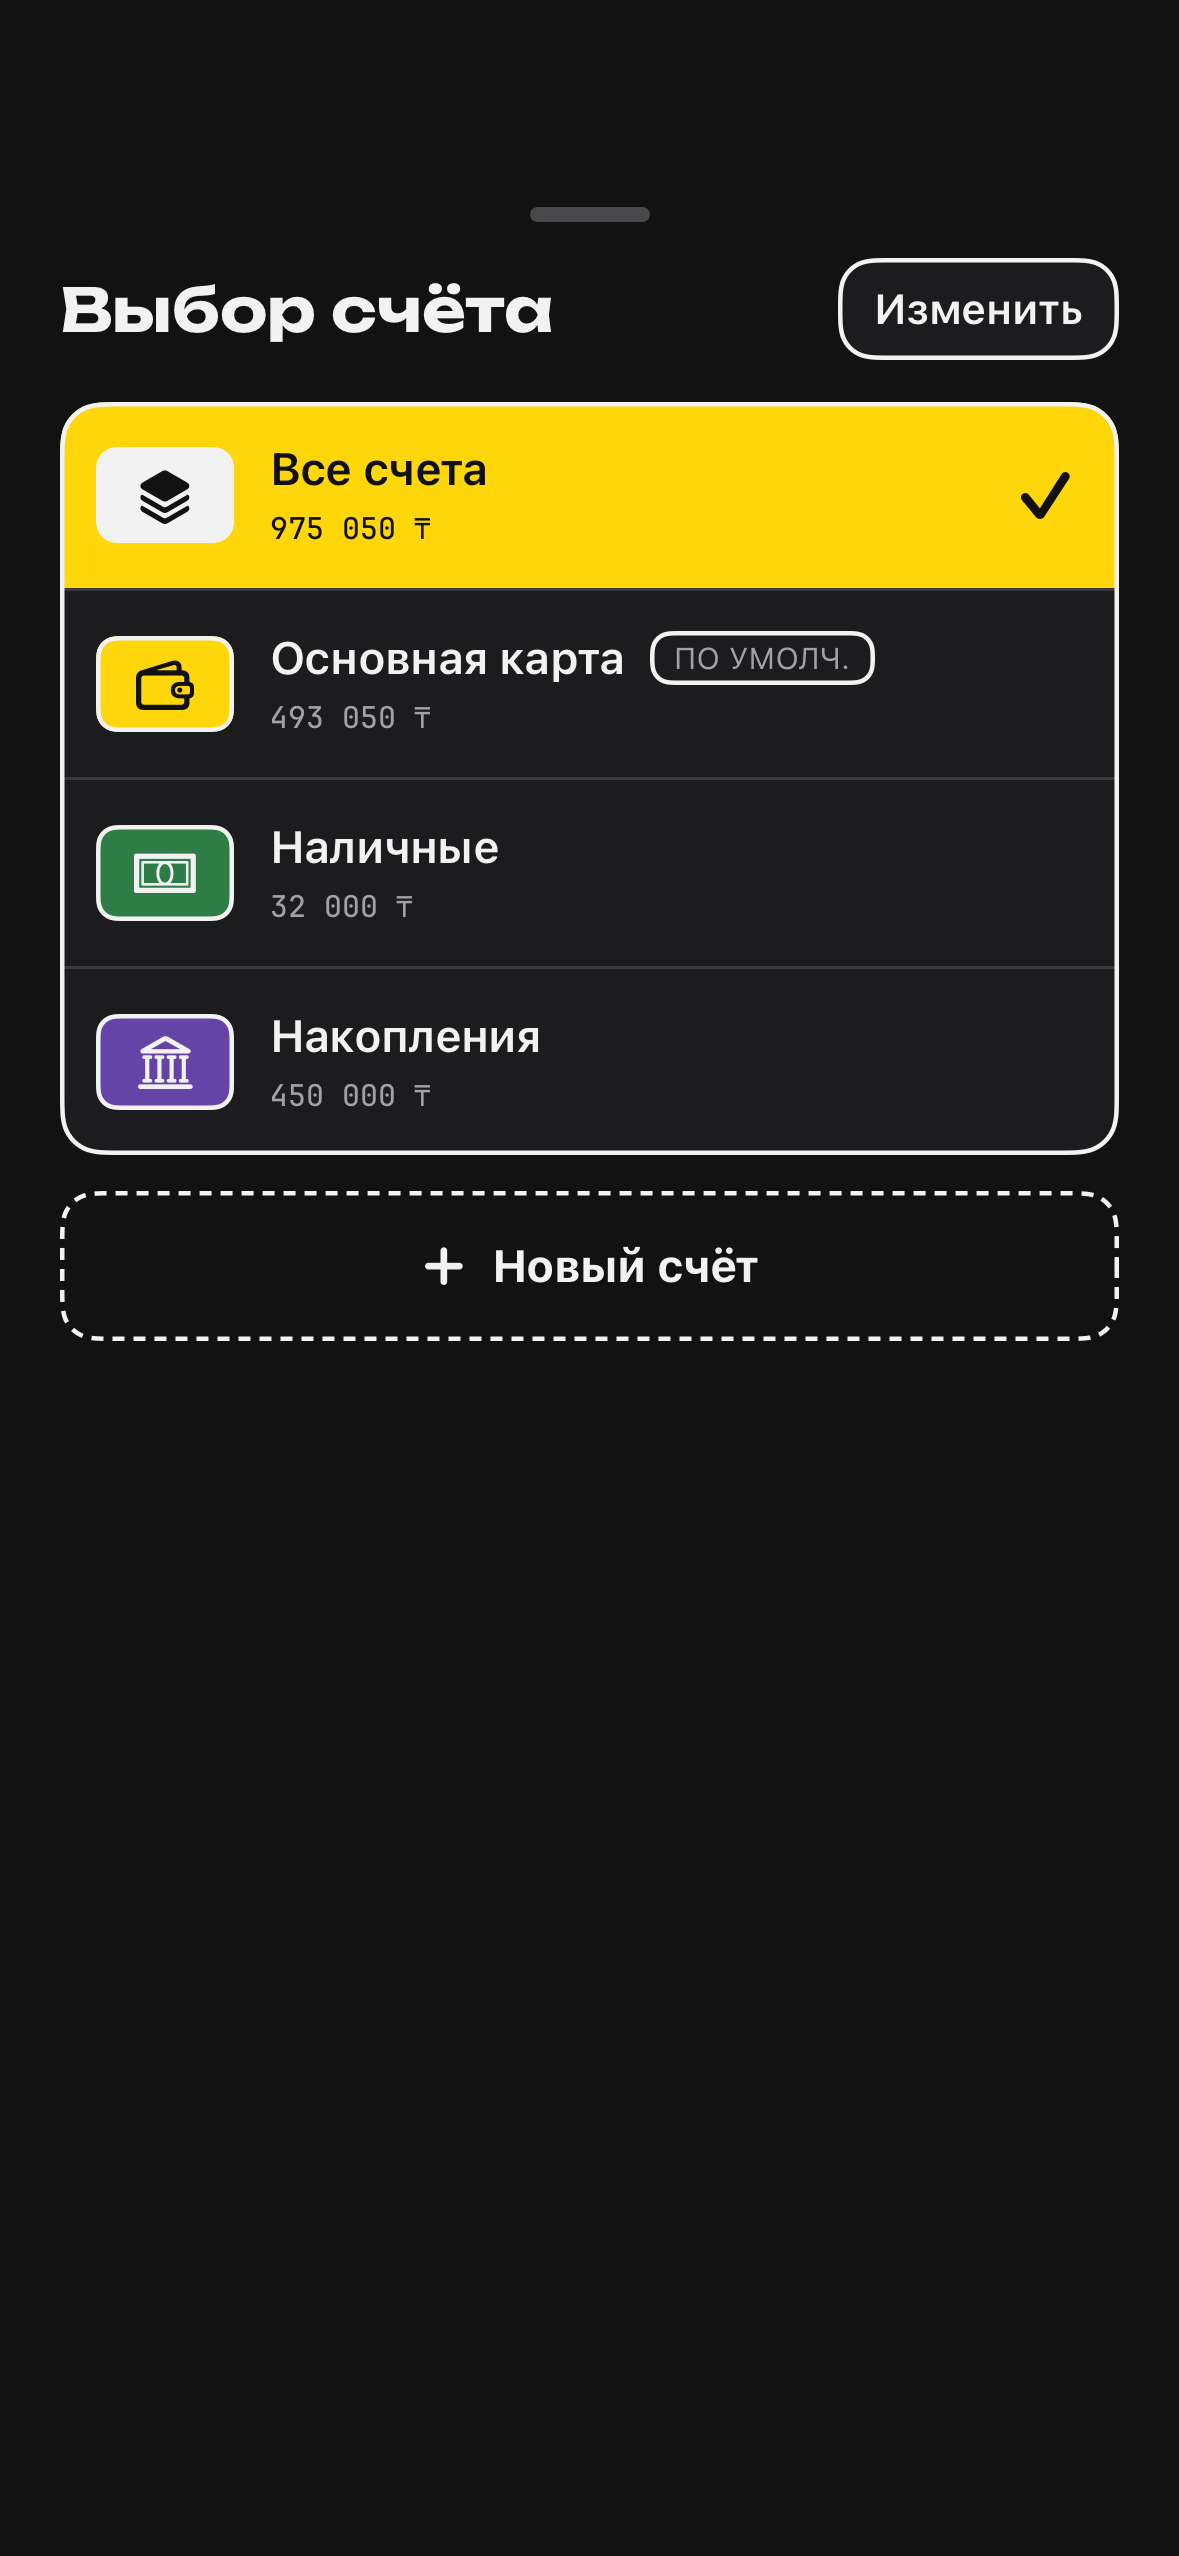 Выбор счёта
Изменить
Все счета
975 050 ₸
Основная карта ПО УМОЛЧ.
493 050 ₸
Наличные
32 000 ₸
Накопления
450 000 ₸
+ Новый счёт